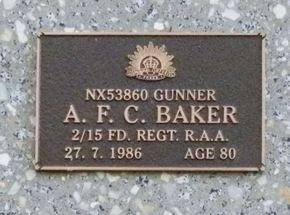 NX53860 GUNNER
A. F. C. BAKER
2/15 FD. REGT. R.A.A.
27. 7. 1986 AGE 80